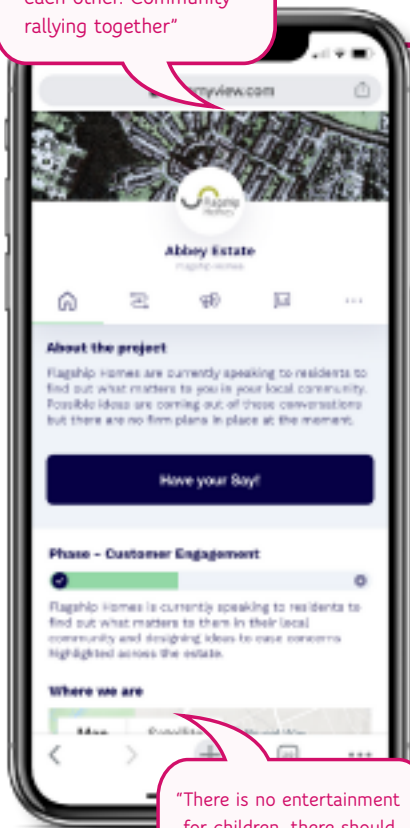 each other. Community
rallying together”
myview.com
Flagship
Homes
Abbey Estate
Flagship Homes
About the project
Flagship Homes are currently speaking to residents to
find out what matters to you in your local community.
Possible ideas are coming out of these conversations
but there are no firm plans in place at the moment.
Have your Say!
Phase - Customer Engagement
Flagship Homes is currently speaking to residents to
find out what matters to them in their local
community and designing ideas to ease concerns
highlighted across the estate.
Where we are
Map Satellite
“There is no entertainment
for children, there should